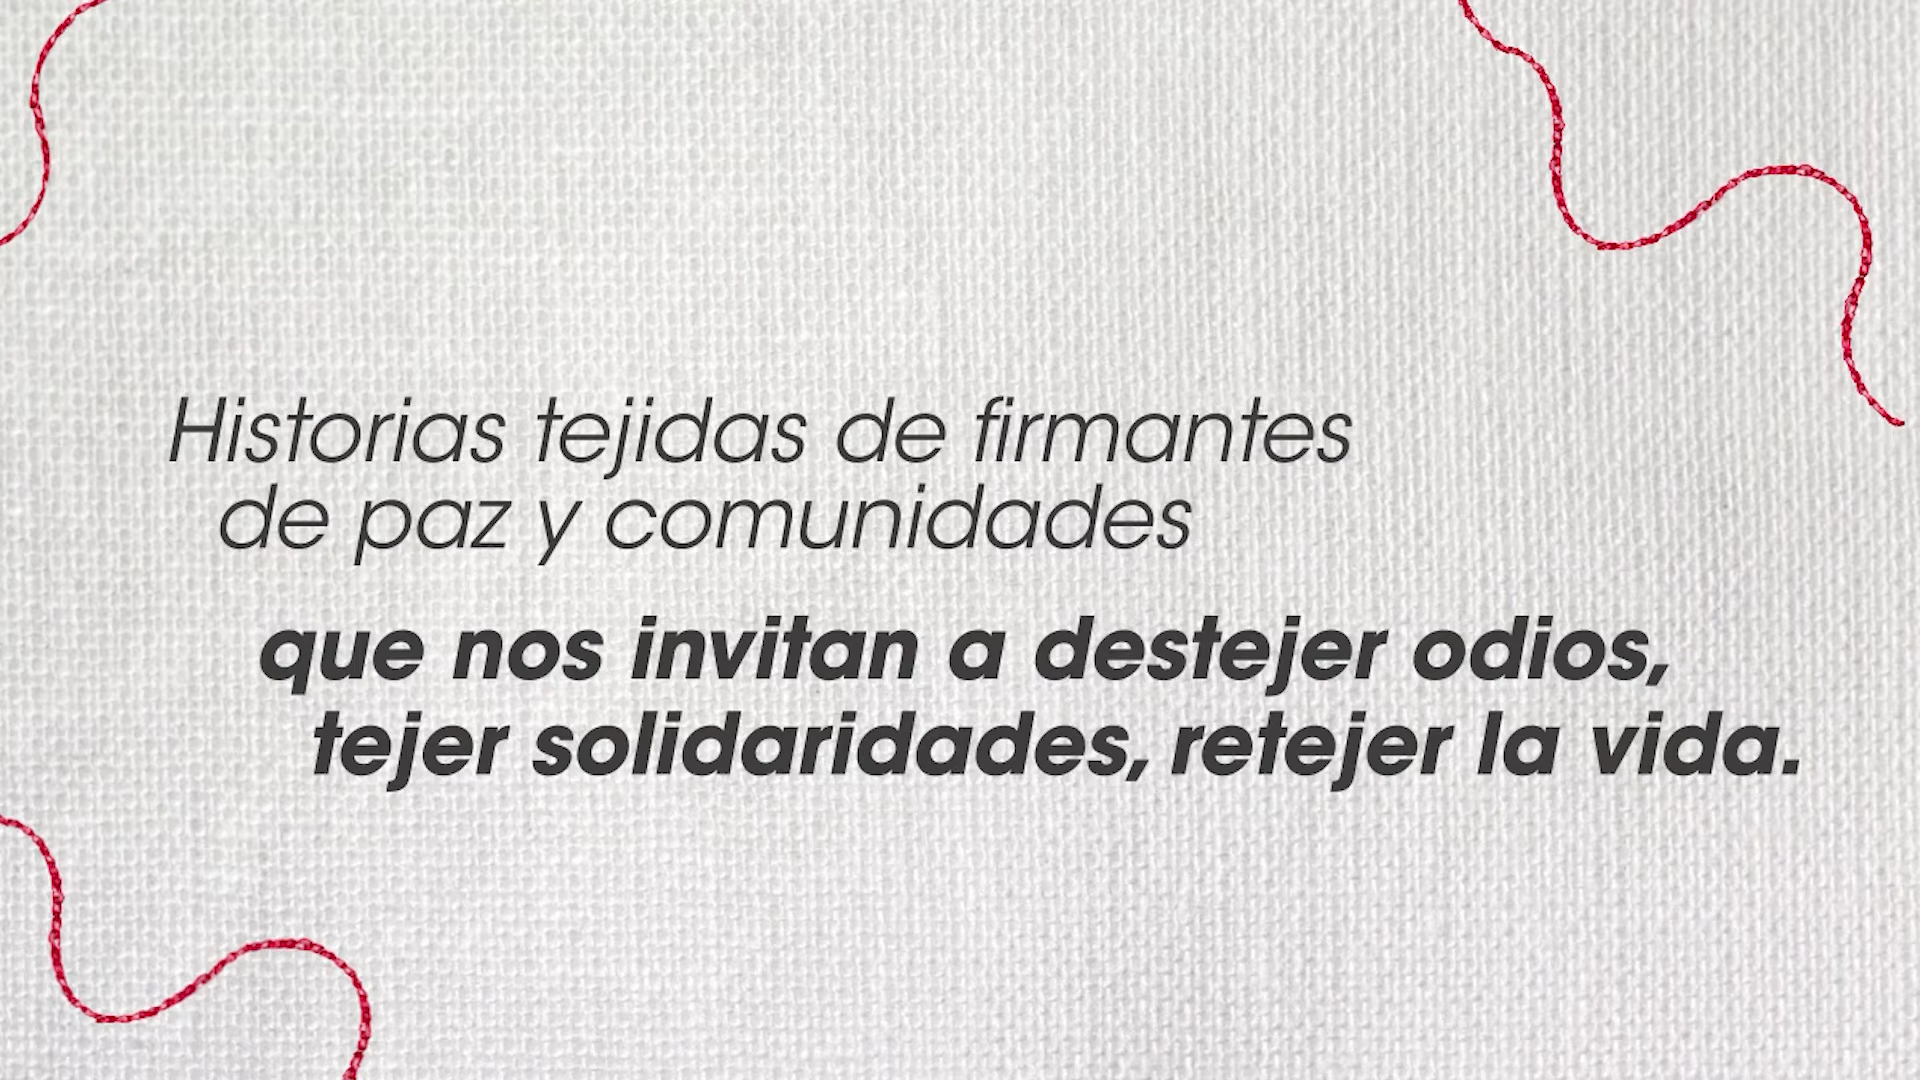 Historias tejidas de firmantes
de paz y comunidades
que nos invitan a destejer odios,
tejer solidaridades, retejer la vida.